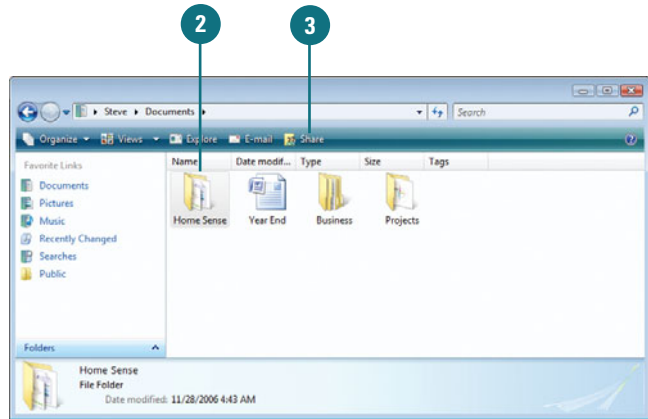 2 3
Steve Documents Search
Organize Views Explore E-mail Share
Favorite Links Name Date modif... Type Size Tags
Documents
Pictures
Music
Recently Changed
Searches
Public
Home Sense Year End Business Projects
Folders
Home Sense
File Folder
Date modified: 11/28/2006 4:43 AM